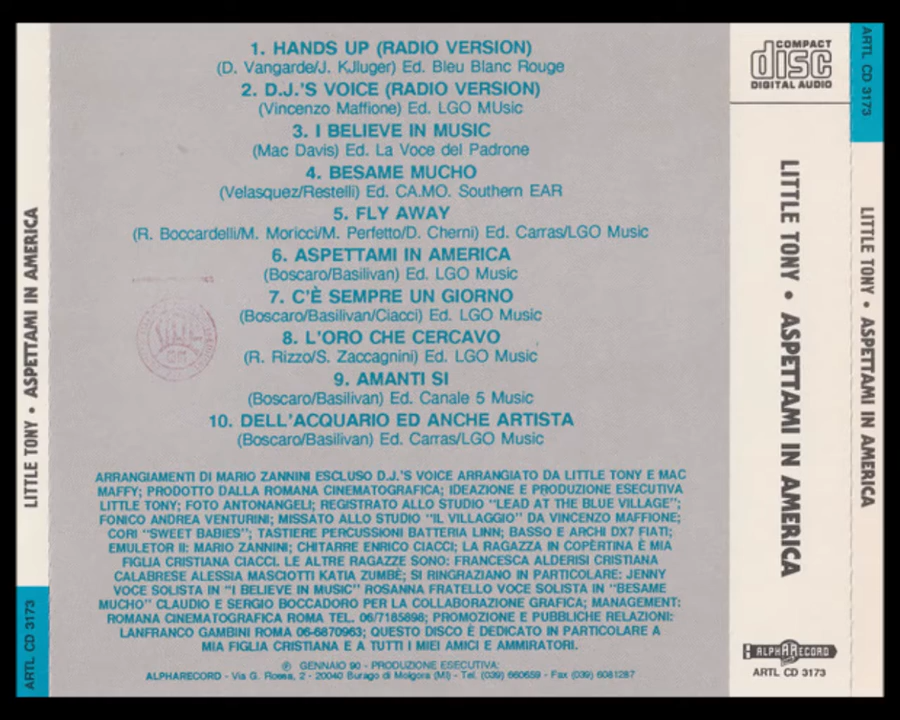 1. HANDS UP (RADIO VERSION)
(D. Vangarde/J. KJluger) Ed. Bleu Blanc Rouge
2. D.J.'S VOICE (RADIO VERSION)
(Vincenzo Maffione) Ed. LGO MUsic
3. I BELIEVE IN MUSIC
(Mac Davis) Ed. La Voce del Padrone
4. BESAME MUCHO
(Velasquez/Restelli) Ed. CA.MO. Southern EAR
5. FLY AWAY
(R. Boccardelli/M. Moricci/M. Perfetto/D. Cherni) Ed. Carras/LGO Music
6. ASPETTAMI IN AMERICA
(Boscaro/Basilivan) Ed. LGO Music
7. C'È SEMPRE UN GIORNO
(Boscaro/Basilivan/Ciacci) Ed. LGO Music
8. L'ORO CHE CERCAVO
(R. Rizzo/S. Zaccagnini) Ed. LGO Music
9. AMANTI SI
(Boscaro/Basilivan) Ed. Canale 5 Music
10. DELL'ACQUARIO ED ANCHE ARTISTA
(Boscaro/Basilivan) Ed. Carras/LGO Music
ARRANGIAMENTI DI MARIO ZANNINI ESCLUSO D.J.'S VOICE ARRANGIATO DA LITTLE TONY E MAC
MAFFY; PRODOTTO DALLA ROMANA CINEMATOGRAFICA; IDEAZIONE E PRODUZIONE ESECUTIVA
LITTLE TONY; FOTO ANTONANGELI; REGISTRATO ALLO STUDIO "LEAD AT THE BLUE VILLAGE";
FONICO ANDREA VENTURINI; MISSATO ALLO STUDIO "IL VILLAGGIO" DA VINCENZO MAFFIONE;
CORI "SWEET BABIES"; TASTIERE PERCUSSIONI BATTERIA LINN; BASSO E ARCHI DX7 FIATI;
EMULETOR II: MARIO ZANNINI; CHITARRE ENRICO CIACCI; LA RAGAZZA IN COPERTINA È MIA
FIGLIA CRISTIANA CIACCI. LE ALTRE RAGAZZE SONO: FRANCESCA ALDERISI CRISTIANA
CALABRESE ALESSIA MASCIOTTI KATIA ZUMBÈ; SI RINGRAZIANO IN PARTICOLARE: JENNY
VOCE SOLISTA IN "I BELIEVE IN MUSIC" ROSANNA FRATELLO VOCE SOLISTA IN "BESAME
MUCHO" CLAUDIO E SERGIO BOCCADORO PER LA COLLABORAZIONE GRAFICA; MANAGEMENT:
ROMANA CINEMATOGRAFICA ROMA TEL. 06/7185898; PROMOZIONE E PUBBLICHE RELAZIONI:
LANFRANCO GAMBINI ROMA 06-6870963; QUESTO DISCO È DEDICATO IN PARTICOLARE A
MIA FIGLIA CRISTIANA E A TUTTI I MIEI AMICI E AMMIRATORI.
Ⓟ GENNAIO 90 - PRODUZIONE ESECUTIVA:
ALPHARECORD - Via G. Rossa, 2 - 20040 Burago di Molgora (MI) - Tel. (039) 660659 - Fax (039) 6081287
LITTLE TONY • ASPETTAMI IN AMERICA
ARTL CD 3173
COMPACT
disc
DIGITAL AUDIO
LITTLE TONY • ASPETTAMI IN AMERICA
ALPHARECORD
ARTL CD 3173
ARTL CD 3173
LITTLE TONY • ASPETTAMI IN AMERICA